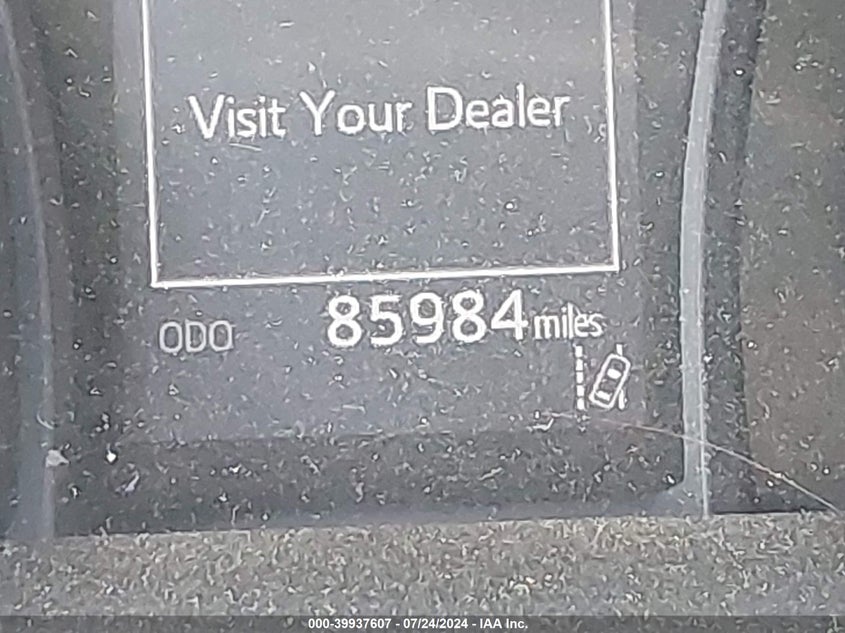 Visit Your Dealer
ODO 85984 miles
000-39937607 - 07/24/2024 - IAA Inc.